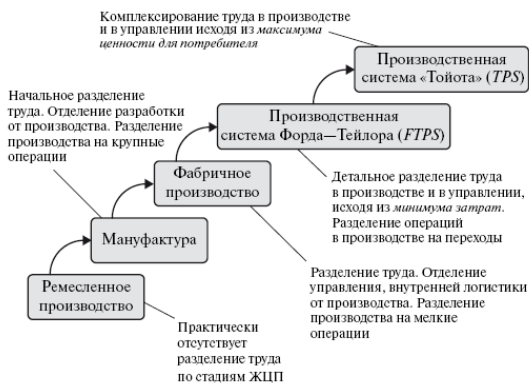 Комплексирование труда в производстве
и в управлении исходя из максимума
ценности для потребителя
Производственная
система «Тойота» (TPS)
Начальное разделение
труда. Отделение разработки
от производства. Разделение
производства на крупные
операции
Производственная
система Форда—Тейлора (FTPS)
Фабричное
производство
Детальное разделение труда
в производстве и в управлении,
исходя из минимума затрат.
Разделение операций
в производстве на переходы
Мануфактура
Ремесленное
производство
Разделение труда. Отделение
управления, внутренней логистики
от производства. Разделение
производства на мелкие
операции
Практически
отсутствует
разделение труда
по стадиям ЖЦП